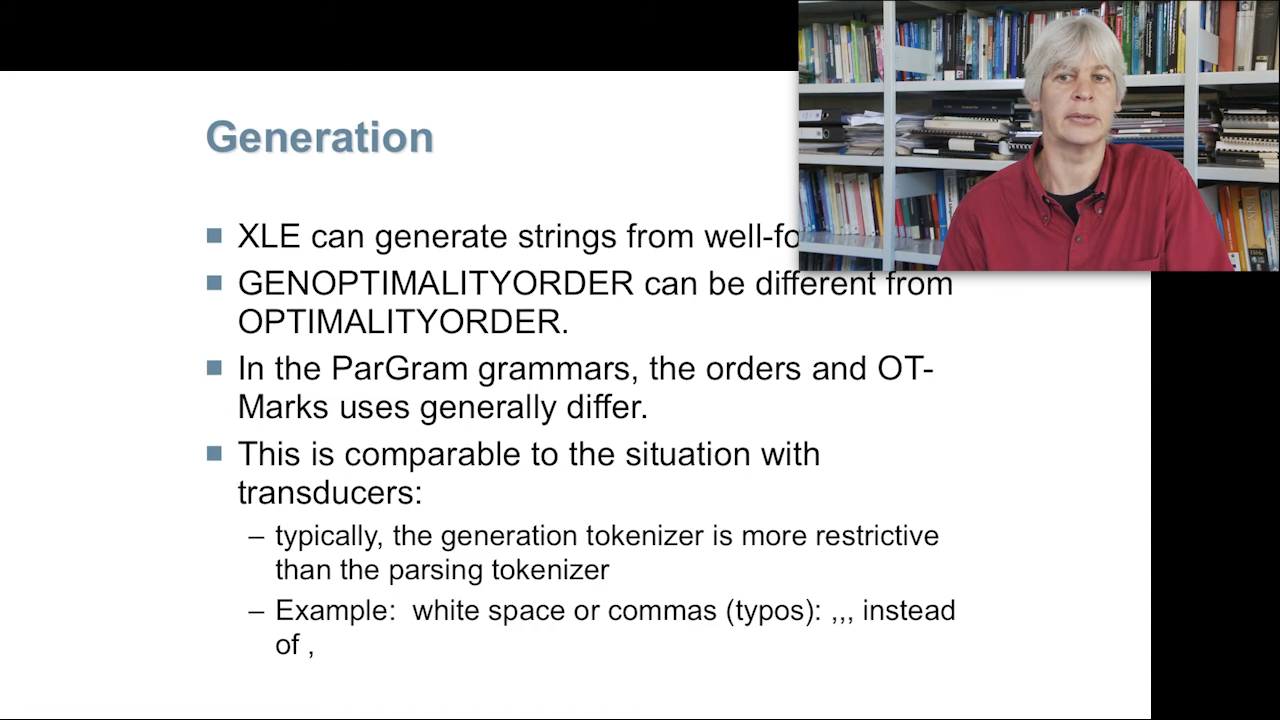 Generation
■ XLE can generate strings from well-fo
■ GENOPTIMALITYORDER can be different from
OPTIMALITYORDER.
■ In the ParGram grammars, the orders and OT-
Marks uses generally differ.
■ This is comparable to the situation with
transducers:
– typically, the generation tokenizer is more restrictive
than the parsing tokenizer
– Example: white space or commas (typos): ,,, instead
of ,